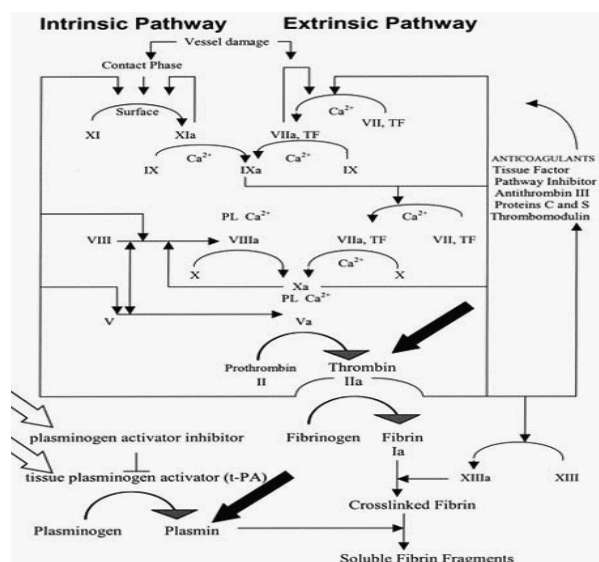 Intrinsic Pathway Extrinsic Pathway
Vessel damage
Contact Phase
Surface
Ca²⁺
VII, TF
XI XIa VIIa, TF
IX Ca²⁺ IXa Ca²⁺ IX
ANTICOAGULANTS
Tissue Factor
Pathway Inhibitor
Antithrombin III
Proteins C and S
Thrombomodulin
PL Ca²⁺ Ca²⁺
VIII VIIIa VIIa, TF VII, TF
X Ca²⁺ X
Xa
PL Ca²⁺
V Va
Prothrombin Thrombin
II IIa
plasminogen activator inhibitor Fibrinogen Fibrin
Ia
tissue plasminogen activator (t-PA) XIIIa XIII
Crosslinked Fibrin
Plasminogen Plasmin
Soluble Fibrin Fragments